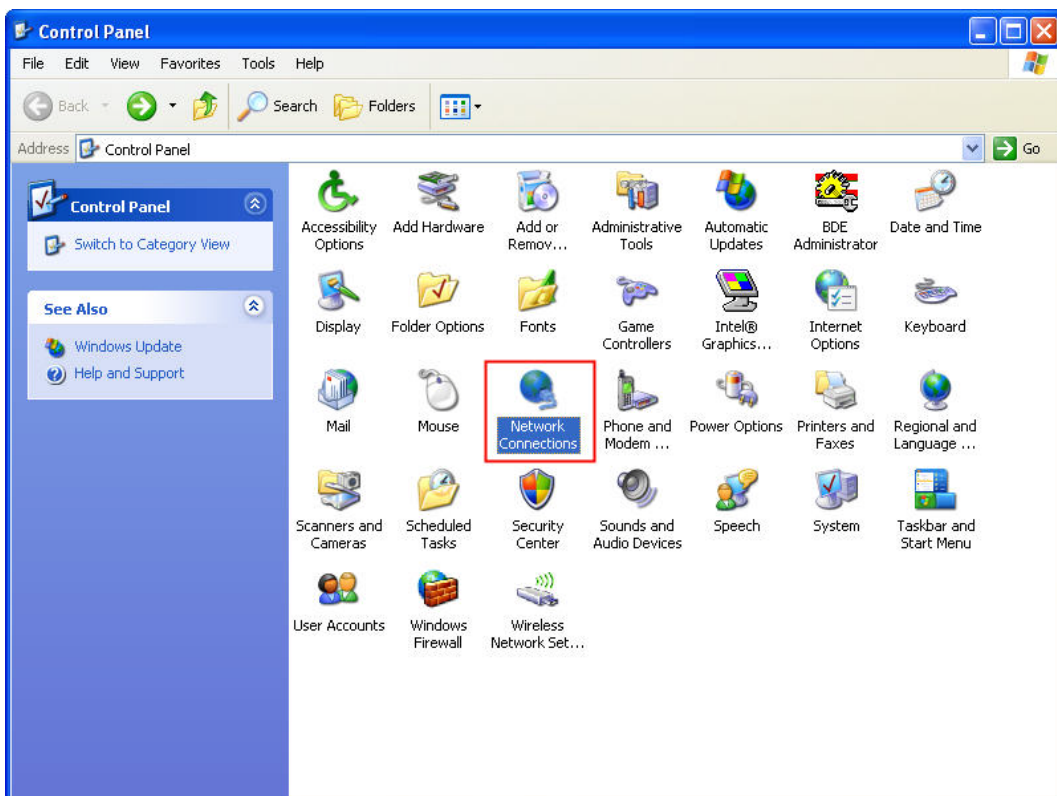 Control Panel
File Edit View Favorites Tools Help
Back Search Folders
Address Control Panel Go
Control Panel
Switch to Category View
See Also
Windows Update
Help and Support
Accessibility Options
Add Hardware
Add or Remov...
Administrative Tools
Automatic Updates
BDE Administrator
Date and Time
Display
Folder Options
Fonts
Game Controllers
Intel® Graphics...
Internet Options
Keyboard
Mail
Mouse
Network Connections
Phone and Modem ...
Power Options
Printers and Faxes
Regional and Language ...
Scanners and Cameras
Scheduled Tasks
Security Center
Sounds and Audio Devices
Speech
System
Taskbar and Start Menu
User Accounts
Windows Firewall
Wireless Network Set...